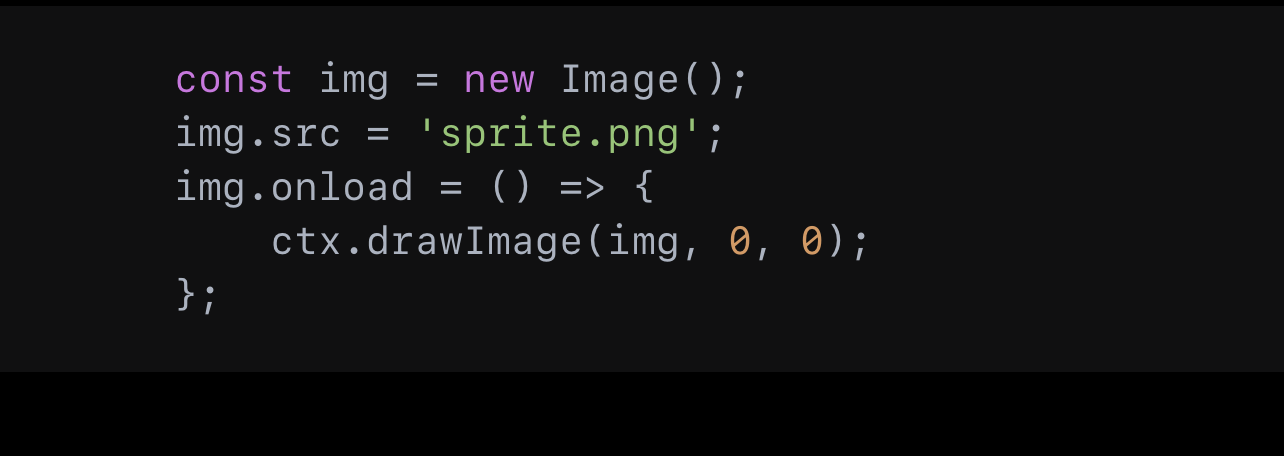 const img = new Image();
img.src = 'sprite.png';
img.onload = () => {
    ctx.drawImage(img, 0, 0);
};